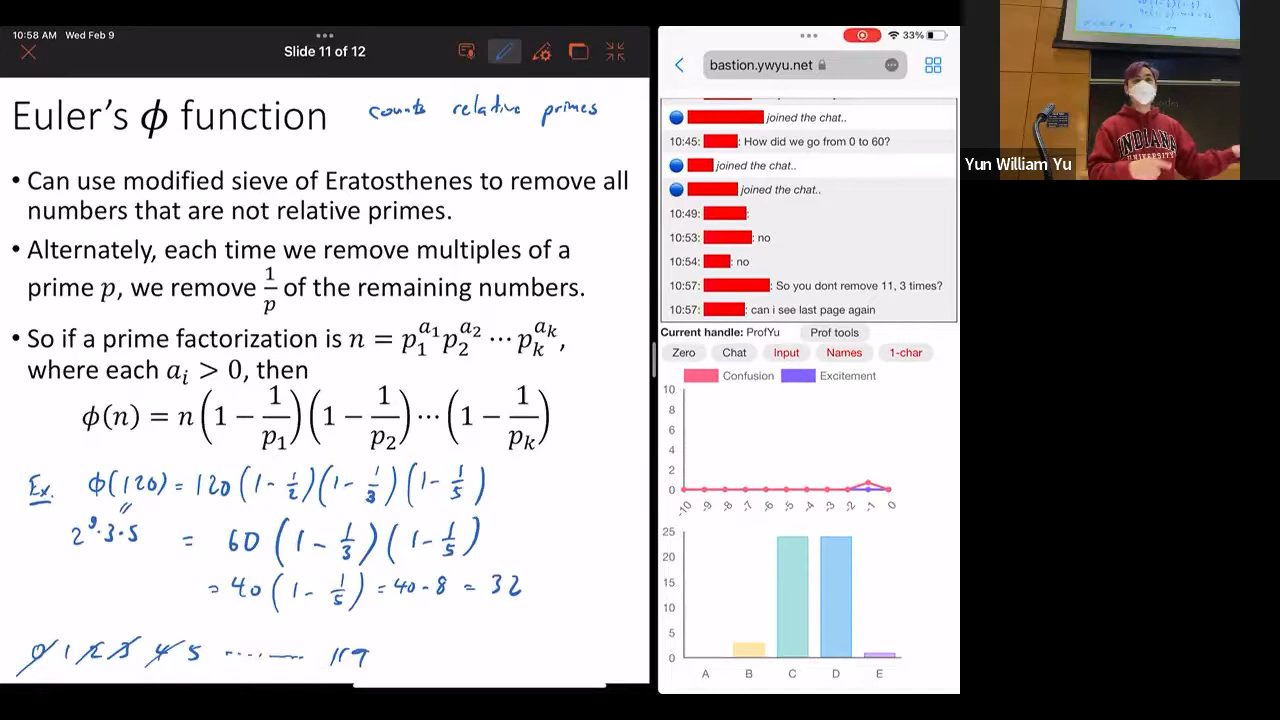 10:58 AM Wed Feb 9
Slide 11 of 12
Euler's ϕ function
counts relative primes
• Can use modified sieve of Eratosthenes to remove all
numbers that are not relative primes.
• Alternately, each time we remove multiples of a
prime p, we remove 1/p of the remaining numbers.
• So if a prime factorization is n = p₁^a₁ p₂^a₂ ⋯ p_k^a_k,
where each aᵢ > 0, then
ϕ(n) = n(1 − 1/p₁)(1 − 1/p₂)⋯(1 − 1/p_k)
Ex. ϕ(120) = 120(1 - 1/2)(1 - 1/3)(1 - 1/5)
= 60(1 - 1/3)(1 - 1/5)
= 40(1 - 1/5) = 40 - 8 = 32
0 1 2 3 4 5 ........ 119
33%
bastion.ywyu.net
joined the chat..
10:45: : How did we go from 0 to 60?
joined the chat..
joined the chat..
10:49: :
10:53: : no
10:54: : no
10:57: : So you dont remove 11, 3 times?
10:57: : can i see last page again
Current handle: ProfYu Prof tools
Zero Chat Input Names 1-char
Confusion Excitement
10
8
6
4
2
0
-10 -9 -8 -7 -6 -5 -4 -3 -2 -1 0
25
20
15
10
5
0
A B C D E
INDIANA
UNIVERSITY
Yun William Yu